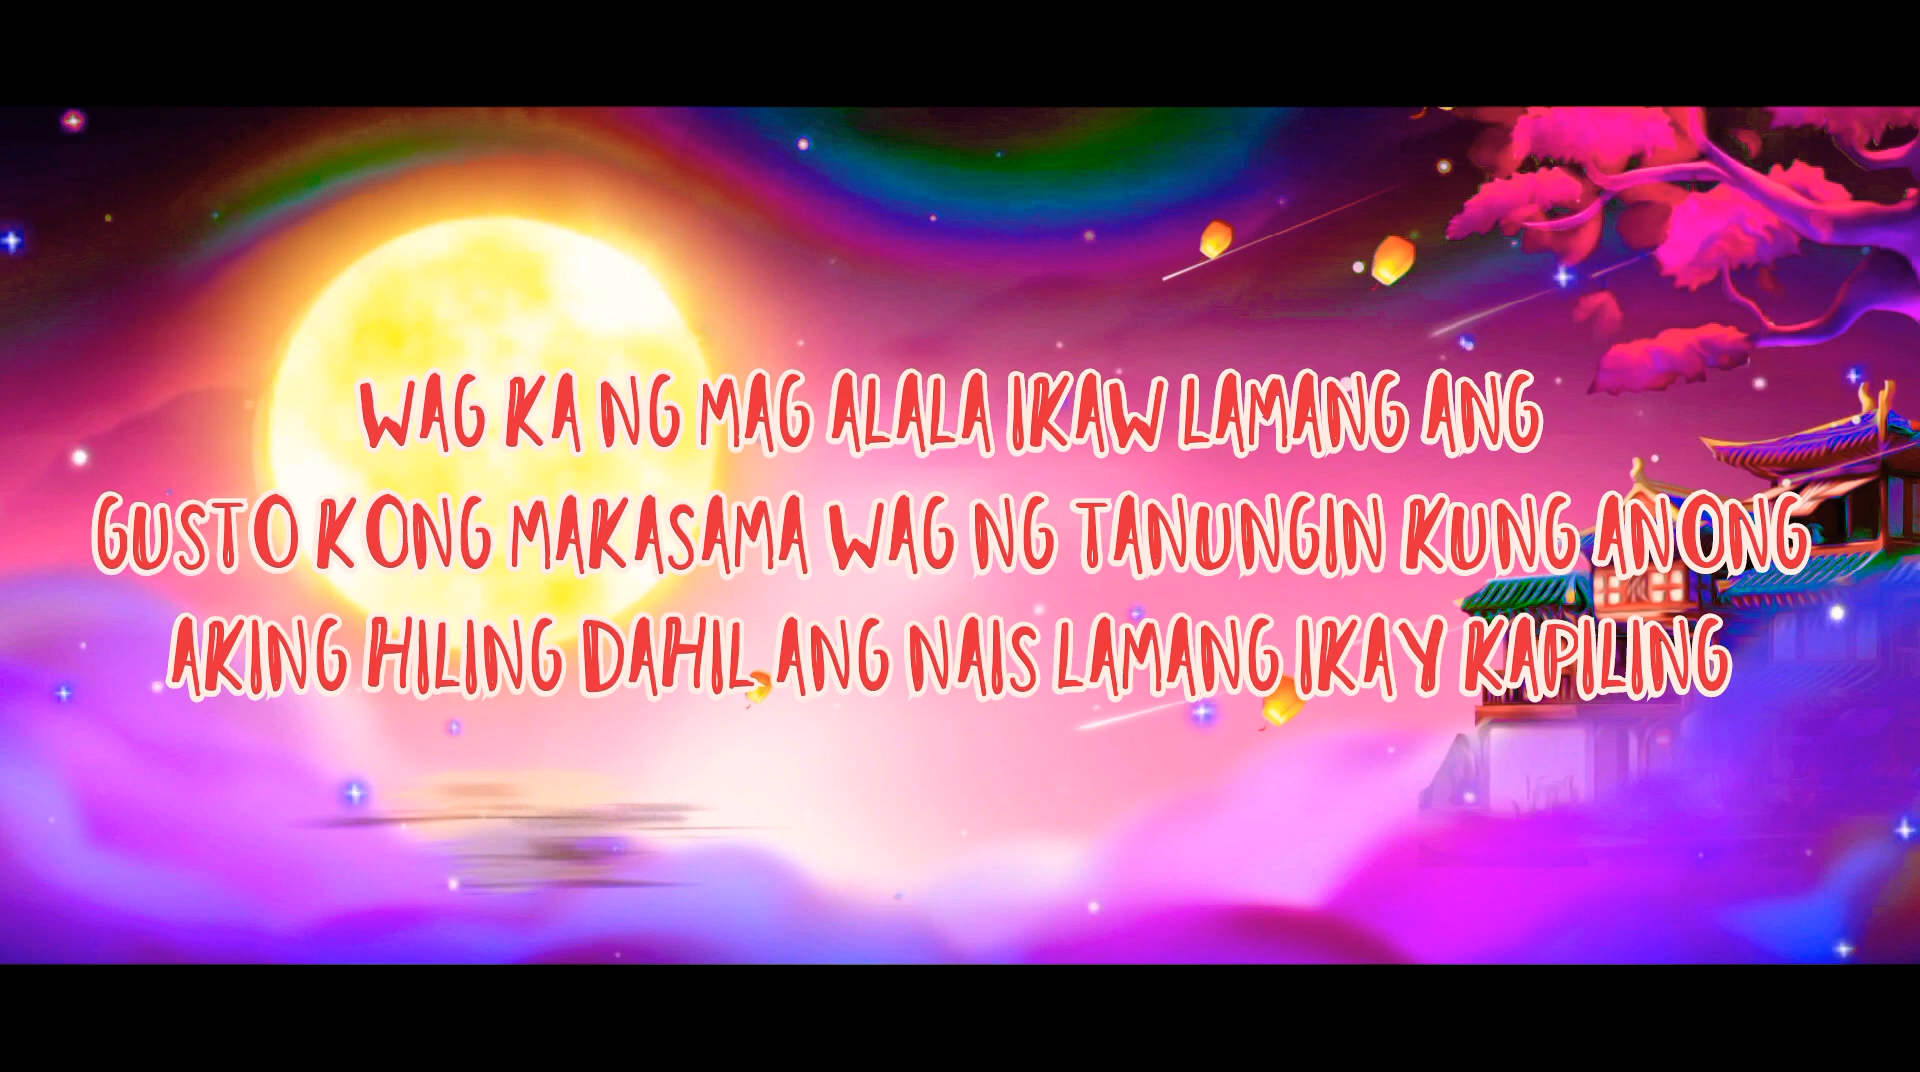 WAG KA NG MAG ALALA IKAW LAMANG ANG
GUSTO KONG MAKASAMA WAG NG TANUNGIN KUNG ANONG
AKING HILING DAHIL ANG NAIS LAMANG IKAY KAPILING